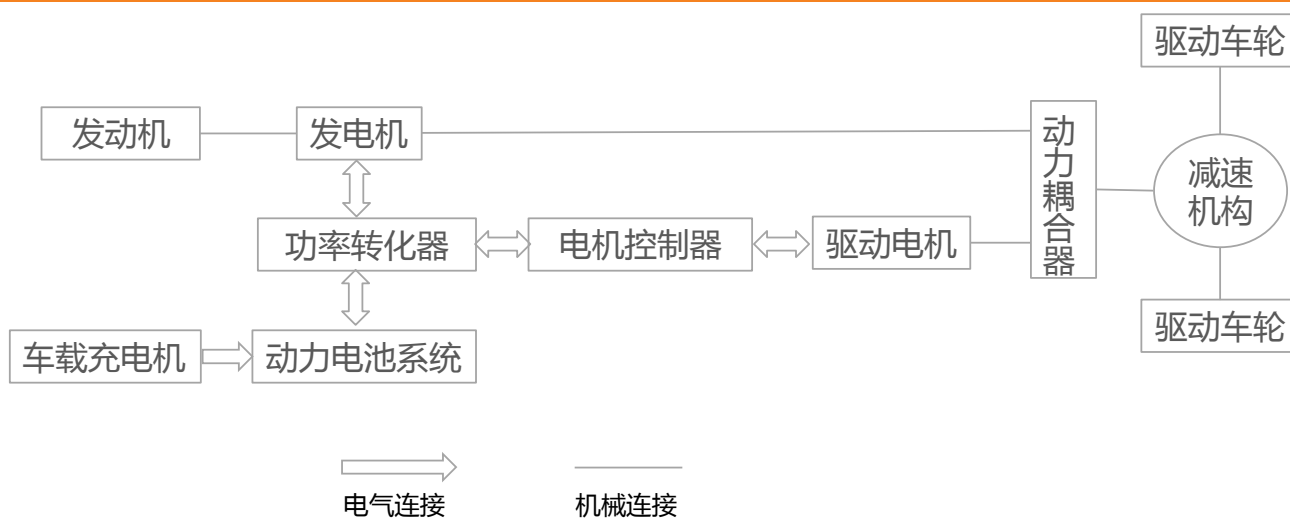 驱动车轮
发动机
发电机
动力耦合器
减速
机构
功率转化器
电机控制器
驱动电机
驱动车轮
车载充电机
动力电池系统
电气连接
机械连接